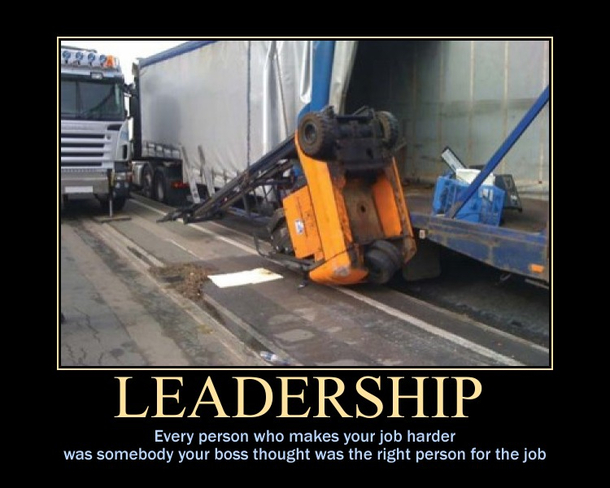 LEADERSHIP
Every person who makes your job harder
was somebody your boss thought was the right person for the job